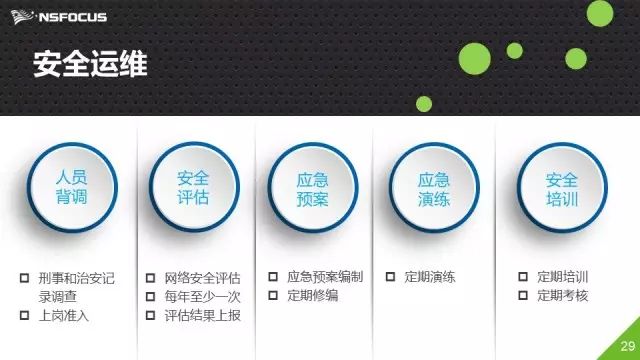 NSFOCUS
安全运维
人员
背调
安全
评估
应急
预案
应急
演练
安全
培训
刑事和治安记
录调查
上岗准入
网络安全评估
每年至少一次
评估结果上报
应急预案编制
定期修编
定期演练
定期培训
定期考核
29